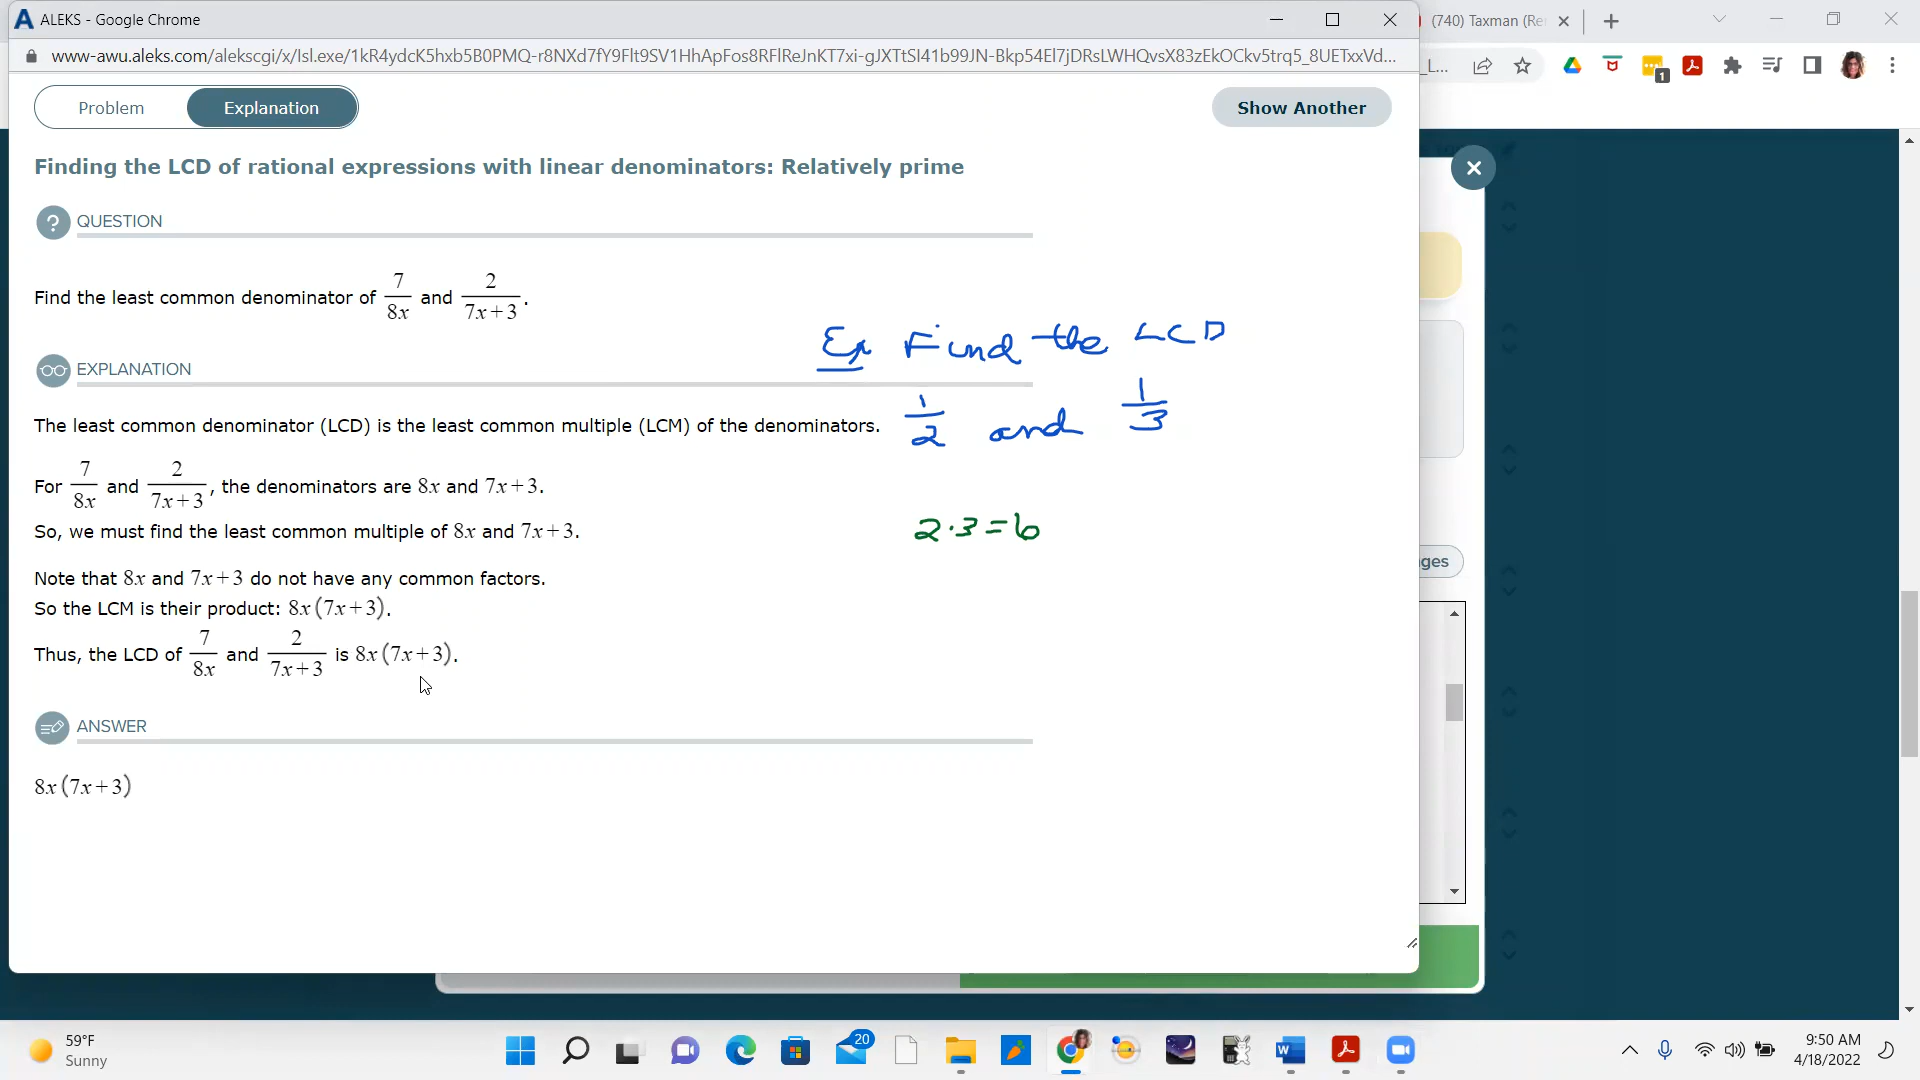 ALEKS - Google Chrome
(740) Taxman (Re
www-awu.aleks.com/alekscgi/x/Isl.exe/1kR4ydcK5hxb5B0PMQ-r8NXd7fY9Flt9SV1HhApFos8RFlReJnKT7xi-gJXTtSI41b99JN-Bkp54El7jDRsLWHQvsX83zEkOCkv5trq5_8UETxxVd...
_L...
1
Problem Explanation Show Another
Finding the LCD of rational expressions with linear denominators: Relatively prime
? QUESTION
Find the least common denominator of 7/8x and 2/7x+3.
Ex Find the LCD
EXPLANATION
1/2 and 1/3
The least common denominator (LCD) is the least common multiple (LCM) of the denominators.
For 7/8x and 2/7x+3, the denominators are 8x and 7x+3.
So, we must find the least common multiple of 8x and 7x+3.
2·3=6
ges
Note that 8x and 7x+3 do not have any common factors.
So the LCM is their product: 8x(7x+3).
Thus, the LCD of 7/8x and 2/7x+3 is 8x(7x+3).
ANSWER
8x(7x+3)
59°F
Sunny
20
9:50 AM
4/18/2022